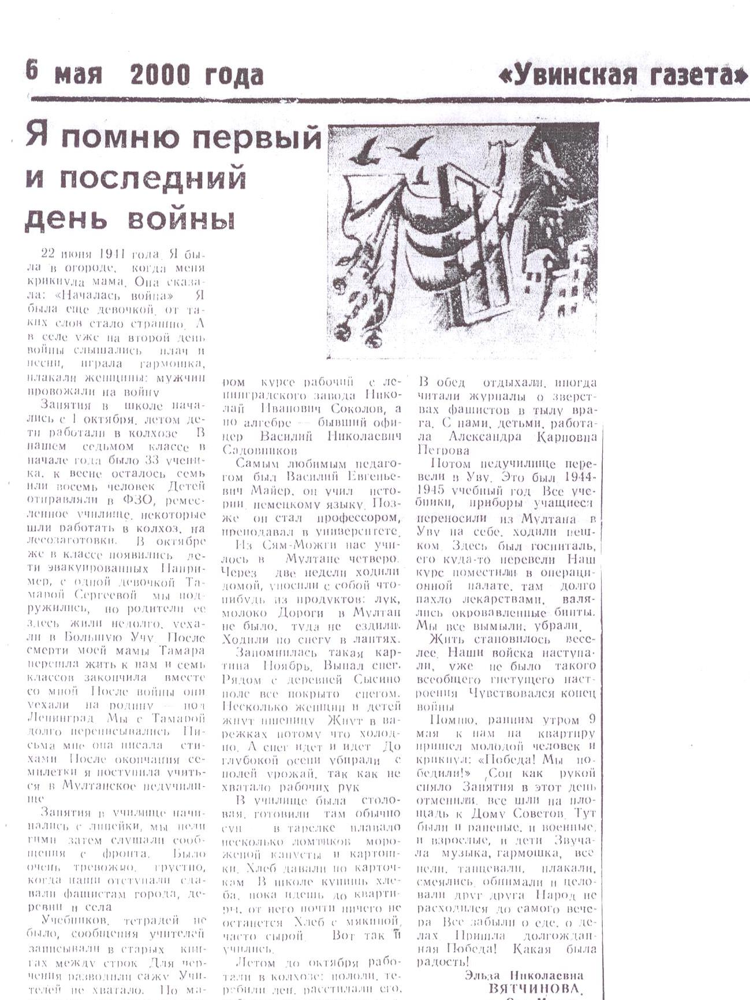 6 мая 2000 года
«Увинская газета»
Я помню первый
и последний
день войны
22 июня 1941 года. Я бы-
ла в огороде, когда меня
крикнула мама. Она сказа-
ла: «Началась война» Я
была еще девочкой, от та-
ких слов стало страшно. А
в селе уже на второй день
войны слышались плач и
песни, играла гармошка,
плакали женщины: мужчин
провожали на войну
Занятия в школе нача-
лись с 1 октября, летом де-
ти работали в колхозе В
нашем седьмом классе в
начале года было 33 учени-
ка, к весне осталось семь
или восемь человек Детей
отправляли в ФЗО, ремес-
ленное училище, некоторые
шли работать в колхоз, на
лесозаготовки. В октябре
же в классе появились де-
ти эвакуированных Напри-
мер, с одной девочкой Та-
марой Сергеевой мы под-
ружились, но родители ее
здесь жили недолго, уеха-
ли в Большую Учу. После
смерти моей мамы Тамара
перешла жить к нам и семь
классов закончила вместе
со мной После войны они
уехали на родину — под
Ленинград Мы с Тамарой
долго переписывались Пи-
сьма мне она писала сти-
хами После окончания се-
милетки я поступила учить-
ся в Мултанское педучили-
ще
Занятия в училище начи-
нались с линейки, мы пели
гимн затем слушали сооб-
щения с фронта. Было
очень тревожно, грустно,
когда наши отступали сда-
вали фашистам города, де-
ревни и села
Учебников, тетрадей не
было, сообщения учителей
записывали в старых кни-
гах между строк Для чер-
чения разводили сажу Учи-
телей не хватало. По ма-
ром курсе рабочий с ле-
нинградского завода Нико-
лай Иванович Соколов, а
по алгебре — бывший офи-
цер Василий Николаевич
Садовников
Самым любимым педаго-
гом был Василий Евгенье-
вич Майер, он учил исто-
рии, немецкому языку. Поз-
же он стал профессором,
преподавал в университете.
Из Сям-Можги нас учи-
лось в Мултане четверо.
Через две недели ходили
домой, уносили с собой что-
нибудь из продуктов: лук,
молоко Дороги в Мултан
не было, туда не ездили.
Ходили по снегу в лаптях.
Запомнилась такая кар-
тина Ноябрь. Выпал снег.
Рядом с деревней Сысино
поле все покрыто снегом.
Несколько женщин и детей
жнут пшеницу Жнут в ва-
режках потому что холод-
но. А снег идет и идет До
глубокой осени убирали с
полей урожай, так как не
хватало рабочих рук
В училище была столо-
вая, готовили там обычно
суп в тарелке плавало
несколько ломтиков моро-
женой капусты и картош-
ки. Хлеб давали по карточ-
кам В школе купишь хле-
ба, пока идешь до кварти-
ры, от него почти ничего не
останется Хлеб с мякиной,
часто сырой Вот так и
учились.
Летом до октября рабо-
тали в колхозе: пололи, те-
ребили лен, расстилали его,
В обед отдыхали, иногда
читали журналы о зверст-
вах фашистов в тылу вра-
га. С нами, детьми, работа-
ла Александра Карповна
Петрова
Потом педучилище пере-
вели в Уву. Это был 1944-
1945 учебный год Все уче-
бники, приборы учащиеся
переносили из Мултана в
Уву на себе, ходили пеш-
ком. Здесь был госпиталь,
его куда-то перевели Наш
курс поместили в операци-
онной палате, там долго
пахло лекарствами, валя-
лись окровавленные бинты.
Мы все вымыли, убрали.
Жить становилось весе-
лее. Наши войска наступа-
ли, уже не было такого
всеобщего гнетущего наст-
роения Чувствовался конец
войны
Помню, ранним утром 9
мая к нам на квартиру
пришел молодой человек и
крикнул: «Победа! Мы по-
бедили!» Сон как рукой
сняло Занятия в этот день
отменили, все шли на пло-
щадь к Дому Советов. Тут
были и раненые, и военные,
и взрослые, и дети Звуча-
ла музыка, гармошка, все
пели, танцевали, плакали,
смеялись, обнимали и цело-
вали друг друга Народ не
расходился до самого вече-
ра Все забыли о еде, о де-
лах Пришла долгождан-
ная Победа! Какая была
радость!
Эльза Николаевна
ВЯТЧИНОВА,